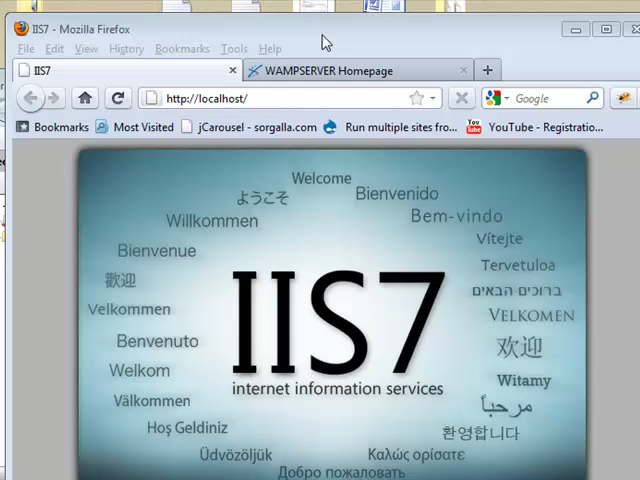 IIS7 - Mozilla Firefox
File Edit View History Bookmarks Tools Help
IIS7
WAMPSERVER Homepage
http://localhost/
Google
Bookmarks Most Visited jCarousel - sorgalla.com Run multiple sites from... YouTube - Registratio...
Welcome
ようこそ
Bienvenido
Willkommen
Bem-vindo
Vítejte
Bienvenue
Tervetuloa
歡迎
ברוכים הבאים
Velkommen
VELKOMEN
IIS7
Benvenuto
欢迎
Welkom
Witamy
internet information services
Välkommen
مرحباً
Hoş Geldiniz
환영합니다
Üdvözöljük
Καλώς ορίσατε
Добро пожаловать